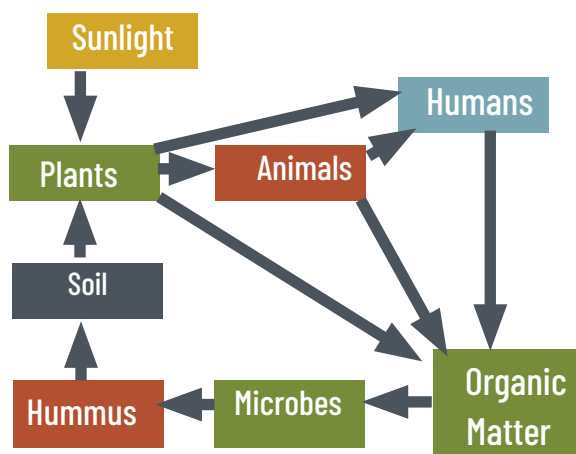 Sunlight
Humans
Plants
Animals
Soil
Organic
Matter
Microbes
Hummus